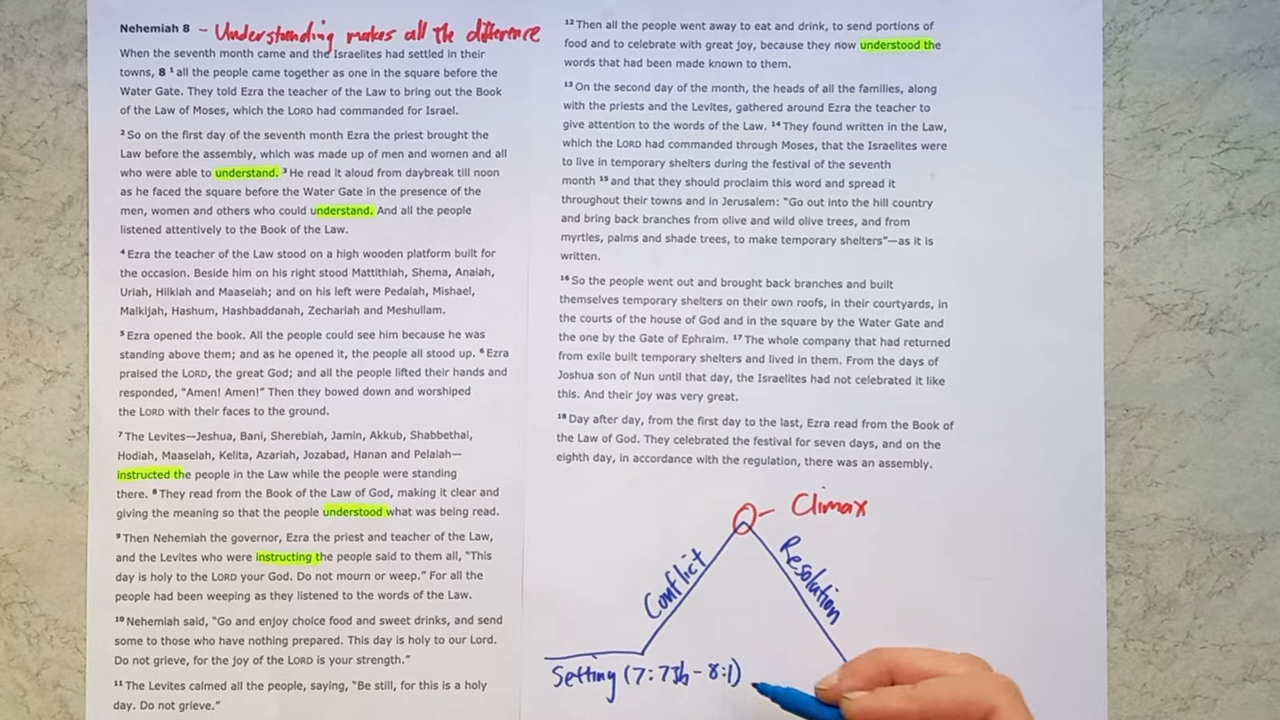 Nehemiah 8 - Understanding makes all the difference
When the seventh month came and the Israelites had settled in their
towns, 8 1 all the people came together as one in the square before the
Water Gate. They told Ezra the teacher of the Law to bring out the Book
of the Law of Moses, which the LORD had commanded for Israel.
2 So on the first day of the seventh month Ezra the priest brought the
Law before the assembly, which was made up of men and women and all
who were able to understand. 3 He read it aloud from daybreak till noon
as he faced the square before the Water Gate in the presence of the
men, women and others who could understand. And all the people
listened attentively to the Book of the Law.
4 Ezra the teacher of the Law stood on a high wooden platform built for
the occasion. Beside him on his right stood Mattithiah, Shema, Anaiah,
Uriah, Hilkiah and Maaseiah; and on his left were Pedaiah, Mishael,
Malkijah, Hashum, Hashbaddanah, Zechariah and Meshullam.
5 Ezra opened the book. All the people could see him because he was
standing above them; and as he opened it, the people all stood up. 6 Ezra
praised the LORD, the great God; and all the people lifted their hands and
responded, “Amen! Amen!” Then they bowed down and worshiped
the LORD with their faces to the ground.
7 The Levites—Jeshua, Bani, Sherebiah, Jamin, Akkub, Shabbethai,
Hodiah, Maaseiah, Kelita, Azariah, Jozabad, Hanan and Pelaiah—
instructed the people in the Law while the people were standing
there. 8 They read from the Book of the Law of God, making it clear and
giving the meaning so that the people understood what was being read.
9 Then Nehemiah the governor, Ezra the priest and teacher of the Law,
and the Levites who were instructing the people said to them all, “This
day is holy to the LORD your God. Do not mourn or weep.” For all the
people had been weeping as they listened to the words of the Law.
10 Nehemiah said, “Go and enjoy choice food and sweet drinks, and send
some to those who have nothing prepared. This day is holy to our Lord.
Do not grieve, for the joy of the LORD is your strength.”
11 The Levites calmed all the people, saying, “Be still, for this is a holy
day. Do not grieve.”
12 Then all the people went away to eat and drink, to send portions of
food and to celebrate with great joy, because they now understood the
words that had been made known to them.
13 On the second day of the month, the heads of all the families, along
with the priests and the Levites, gathered around Ezra the teacher to
give attention to the words of the Law. 14 They found written in the Law,
which the LORD had commanded through Moses, that the Israelites were
to live in temporary shelters during the festival of the seventh
month 15 and that they should proclaim this word and spread it
throughout their towns and in Jerusalem: “Go out into the hill country
and bring back branches from olive and wild olive trees, and from
myrtles, palms and shade trees, to make temporary shelters”—as it is
written.
16 So the people went out and brought back branches and built
themselves temporary shelters on their own roofs, in their courtyards, in
the courts of the house of God and in the square by the Water Gate and
the one by the Gate of Ephraim. 17 The whole company that had returned
from exile built temporary shelters and lived in them. From the days of
Joshua son of Nun until that day, the Israelites had not celebrated it like
this. And their joy was very great.
18 Day after day, from the first day to the last, Ezra read from the Book of
the Law of God. They celebrated the festival for seven days, and on the
eighth day, in accordance with the regulation, there was an assembly.
- Climax
Conflict
Resolution
Setting (7:73b - 8:1)